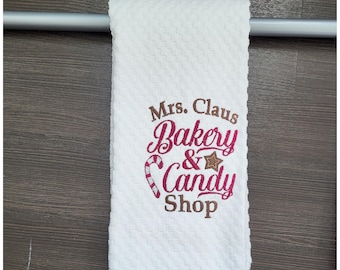 Mrs. Claus
Bakery
&
Candy
Shop